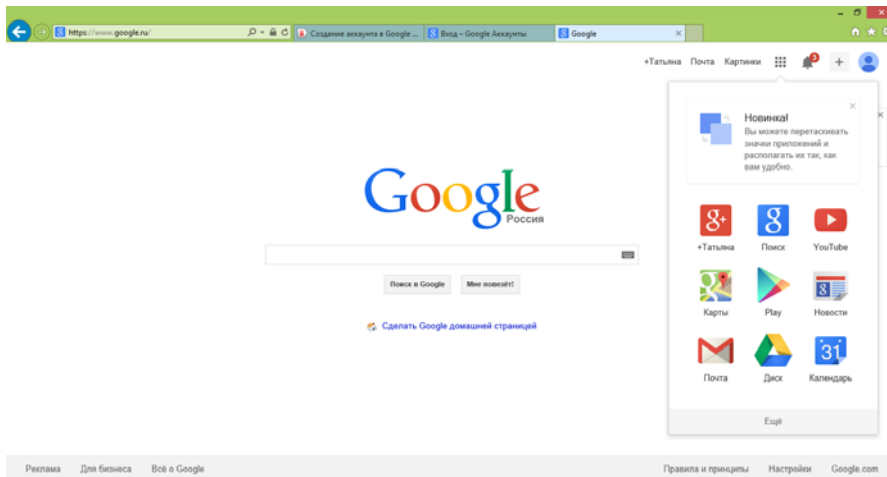 https://www.google.ru/
Создание аккаунта в Google ...
Вход – Google Аккаунты
Google
+Татьяна Почта Картинки
3
Новинка!
Вы можете перетаскивать
значки приложений и
располагать их так, как
вам удобно.
Google
Россия
g+ 8
+Татьяна Поиск YouTube
Поиск в Google Мне повезёт!
8
Карты Play Новости
Сделать Google домашней страницей
31
Почта Диск Календарь
Ещё
Реклама Для бизнеса Всё о Google Правила и принципы Настройки Google.com